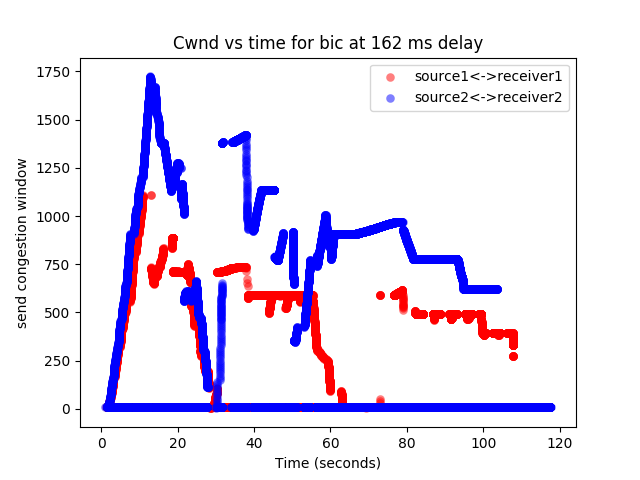 Cwnd vs time for bic at 162 ms delay
source1<->receiver1
source2<->receiver2
send congestion window
1750
1500
1250
1000
750
500
250
0
0 20 40 60 80 100 120
Time (seconds)